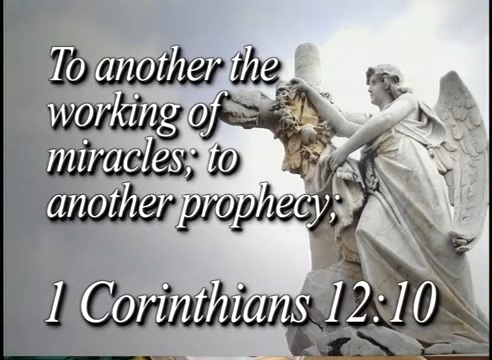 To another the
working of
miracles; to
another prophecy;
1 Corinthians 12:10